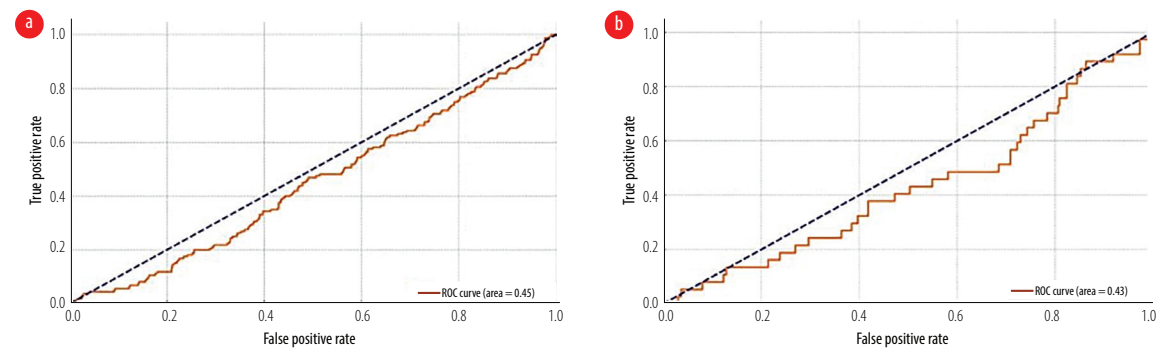 a
1.0
0.8
0.6
0.4
0.2
0.0
True positive rate
ROC curve (area = 0.45)
0.0 0.2 0.4 0.6 0.8 1.0
False positive rate
b
1.0
0.8
0.6
0.4
0.2
0.0
True positive rate
ROC curve (area = 0.43)
0.0 0.2 0.4 0.6 0.8 1.0
False positive rate